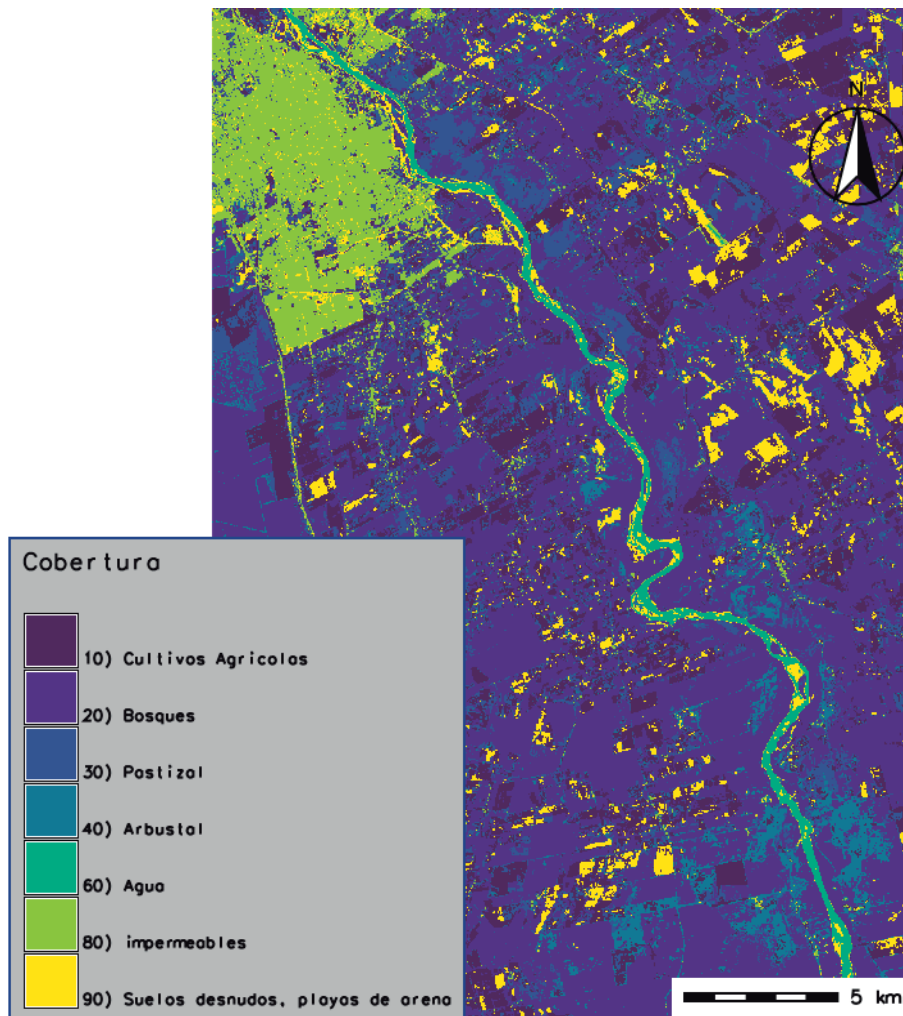 N
Cobertura
10) Cultivos Agricolas
20) Bosques
30) Pastizal
40) Arbustal
60) Agua
80) impermeables
90) Suelos desnudos, playas de arena
5 km